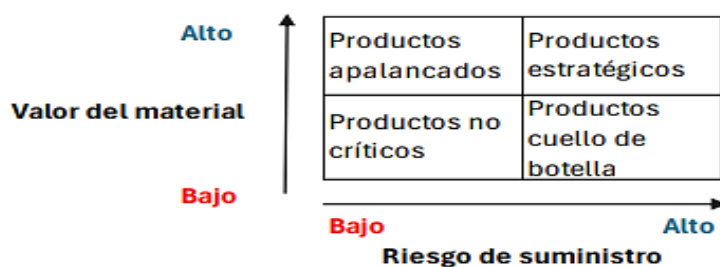 Alto
Productos
apalancados
Productos
estratégicos
Valor del material
Productos no
críticos
Productos
cuello de
botella
Bajo
Bajo
Alto
Riesgo de suministro